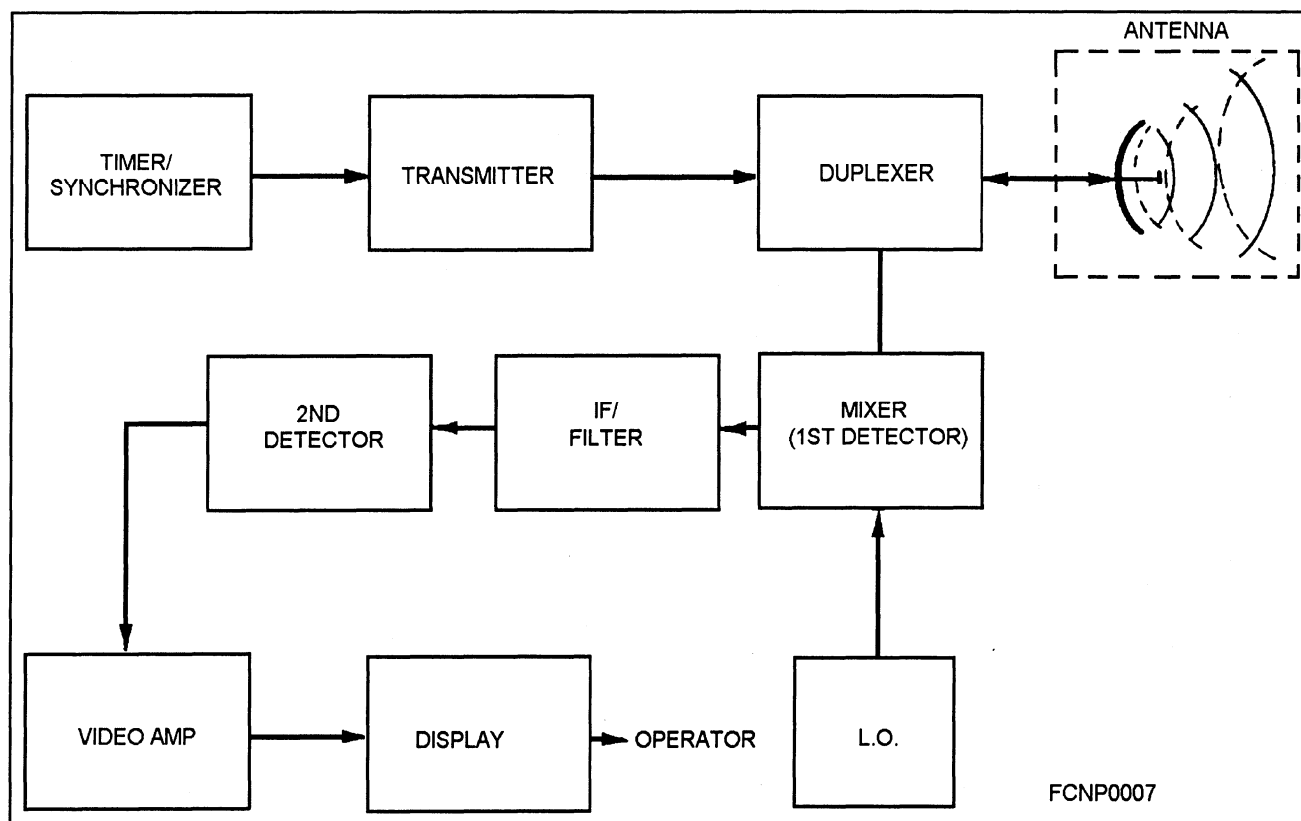 ANTENNA
TIMER/
SYNCHRONIZER
TRANSMITTER
DUPLEXER
2ND
DETECTOR
IF/
FILTER
MIXER
(1ST DETECTOR)
VIDEO AMP
DISPLAY
OPERATOR
L.O.
FCNP0007